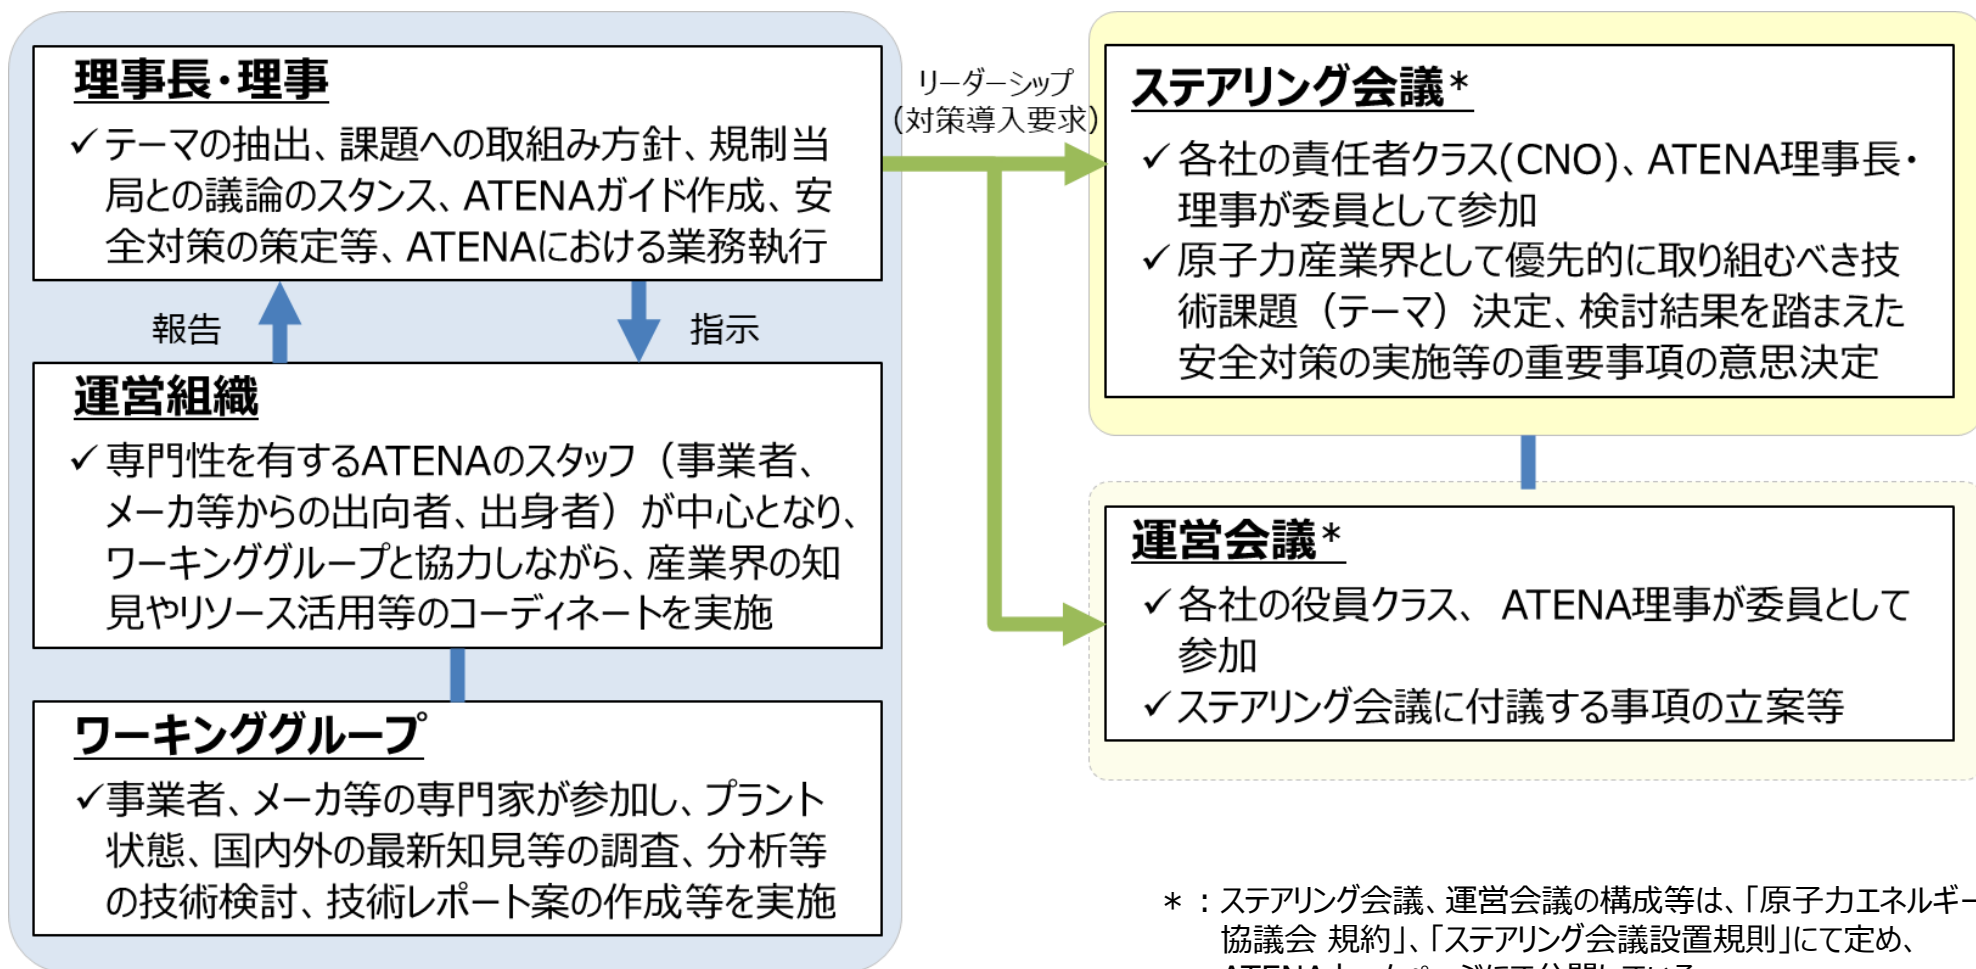 理事長・理事
✓テーマの抽出、課題への取組み方針、規制当
局との議論のスタンス、ATENAガイド作成、安
全対策の策定等、ATENAにおける業務執行
報告
指示
運営組織
✓専門性を有するATENAのスタッフ（事業者、
メーカ等からの出向者、出身者）が中心となり、
ワーキンググループと協力しながら、産業界の知
見やリソース活用等のコーディネートを実施
ワーキンググループ
✓事業者、メーカ等の専門家が参加し、プラント
状態、国内外の最新知見等の調査、分析等
の技術検討、技術レポート案の作成等を実施
リーダーシップ
（対策導入要求）
ステアリング会議*
✓各社の責任者クラス(CNO)、ATENA理事長・
理事が委員として参加
✓原子力産業界として優先的に取り組むべき技
術課題（テーマ）決定、検討結果を踏まえた
安全対策の実施等の重要事項の意思決定
運営会議*
✓各社の役員クラス、 ATENA理事が委員として
参加
✓ステアリング会議に付議する事項の立案等
*：ステアリング会議、運営会議の構成等は、「原子力エネルギー
協議会 規約」、「ステアリング会議設置規則」にて定め、